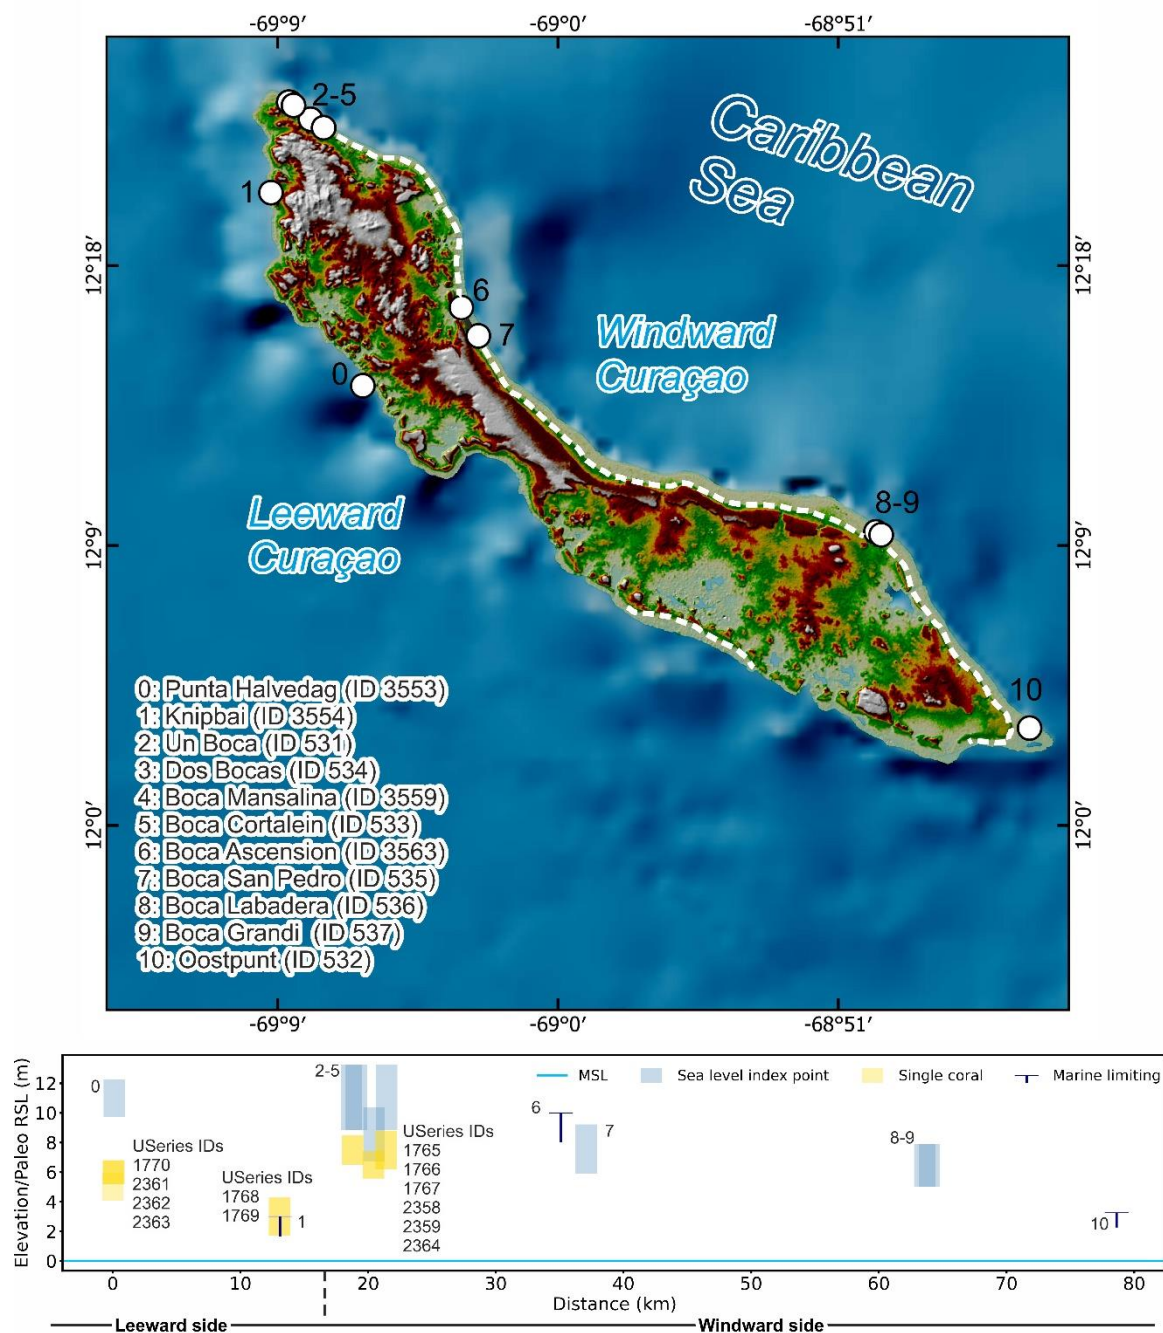 -69°9′ -69°0′ -68°51′
2-5
Caribbean
Sea
1
12°18′ 12°18′
6
7
Windward
Curaçao
0
Leeward
Curaçao
8-9
12°9′ 12°9′
10
0: Punta Halvedag (ID 3553)
1: Knipbai (ID 3554)
2: Un Boca (ID 531)
3: Dos Bocas (ID 534)
4: Boca Mansalina (ID 3559)
5: Boca Cortalein (ID 533)
6: Boca Ascension (ID 3563)
7: Boca San Pedro (ID 535)
8: Boca Labadera (ID 536)
9: Boca Grandi (ID 537)
10: Oostpunt (ID 532)
12°0′ 12°0′
-69°9′ -69°0′ -68°51′
Elevation/Paleo RSL (m)
12
10
8
6
4
2
0
MSL Sea level index point Single coral Marine limiting
0
USeries IDs
1770
2361
2362
2363
USeries IDs
1768
1769
1
2-5
USeries IDs
1765
1766
1767
2358
2359
2364
6
7
8-9
10
0 10 20 30 40 50 60 70 80
Distance (km)
Leeward side Windward side